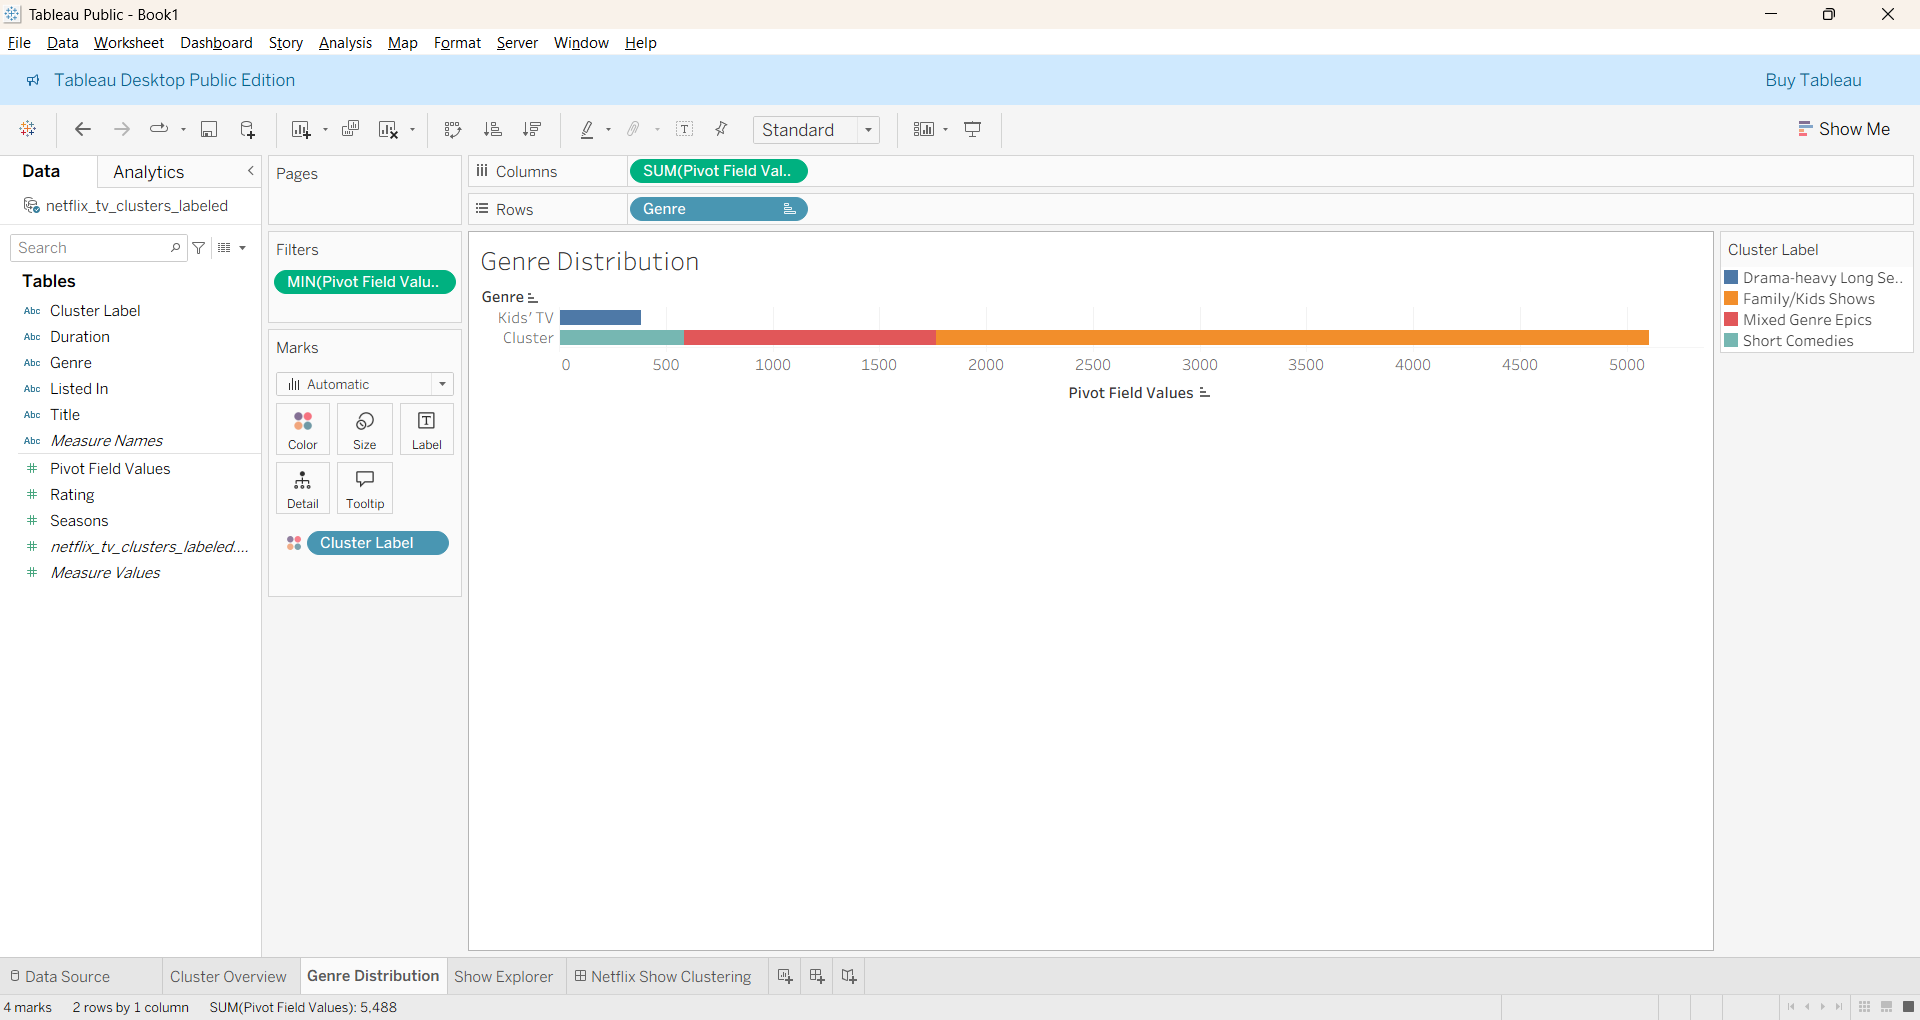 Tableau Public - Book1
File Data Worksheet Dashboard Story Analysis Map Format Server Window Help
Tableau Desktop Public Edition
Buy Tableau
Standard
Show Me
Data
Analytics
netflix_tv_clusters_labeled
Search
Tables
Abc Cluster Label
Abc Duration
Abc Genre
Abc Listed In
Abc Title
Abc Measure Names
# Pivot Field Values
# Rating
# Seasons
# netflix_tv_clusters_labeled....
# Measure Values
Pages
Filters
MIN(Pivot Field Valu..
Marks
Automatic
Color
Size
Label
Detail
Tooltip
Cluster Label
Columns
SUM(Pivot Field Val..
Rows
Genre
Genre Distribution
Genre
Kids' TV
Cluster
0 500 1000 1500 2000 2500 3000 3500 4000 4500 5000
Pivot Field Values
Cluster Label
Drama-heavy Long Se..
Family/Kids Shows
Mixed Genre Epics
Short Comedies
Data Source
Cluster Overview
Genre Distribution
Show Explorer
Netflix Show Clustering
4 marks
2 rows by 1 column
SUM(Pivot Field Values): 5,488